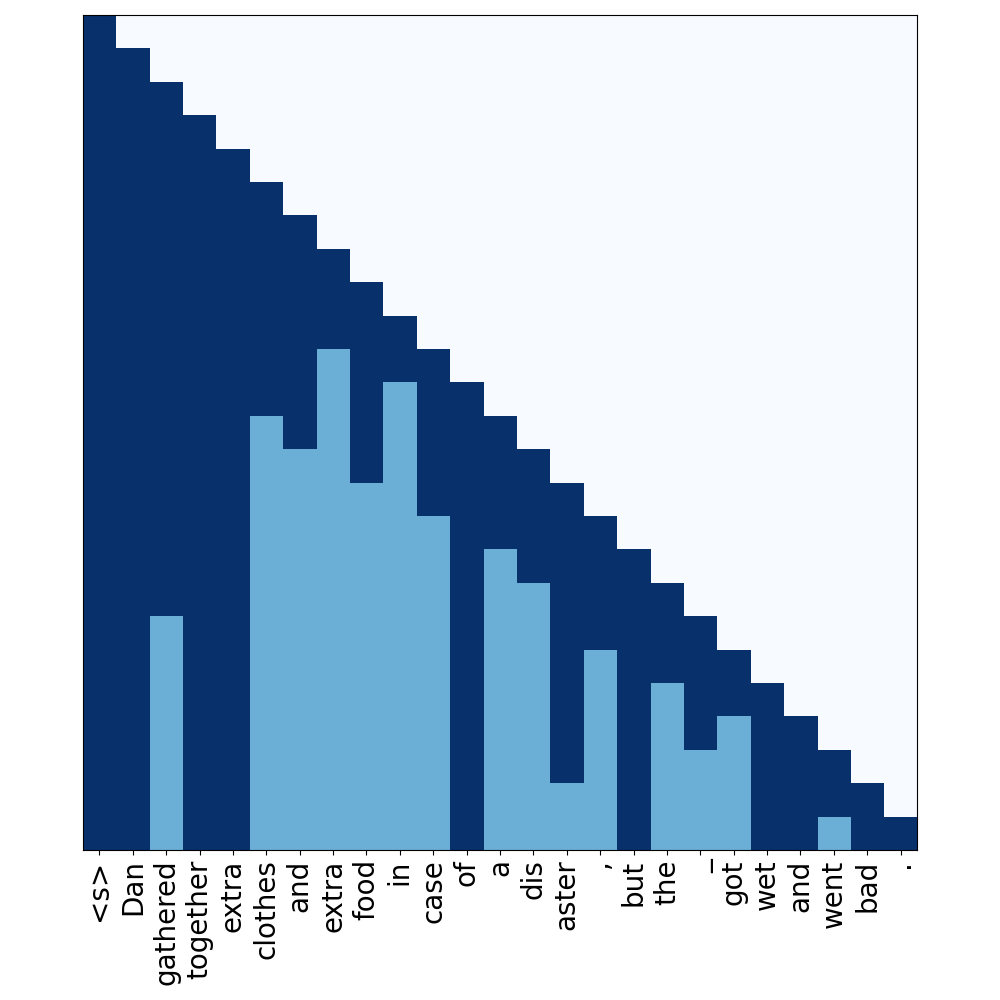 <s>
Dan
gathered
together
extra
clothes
and
extra
food
in
case
of
a
dis
aster
,
but
the
_
got
wet
and
went
bad
.